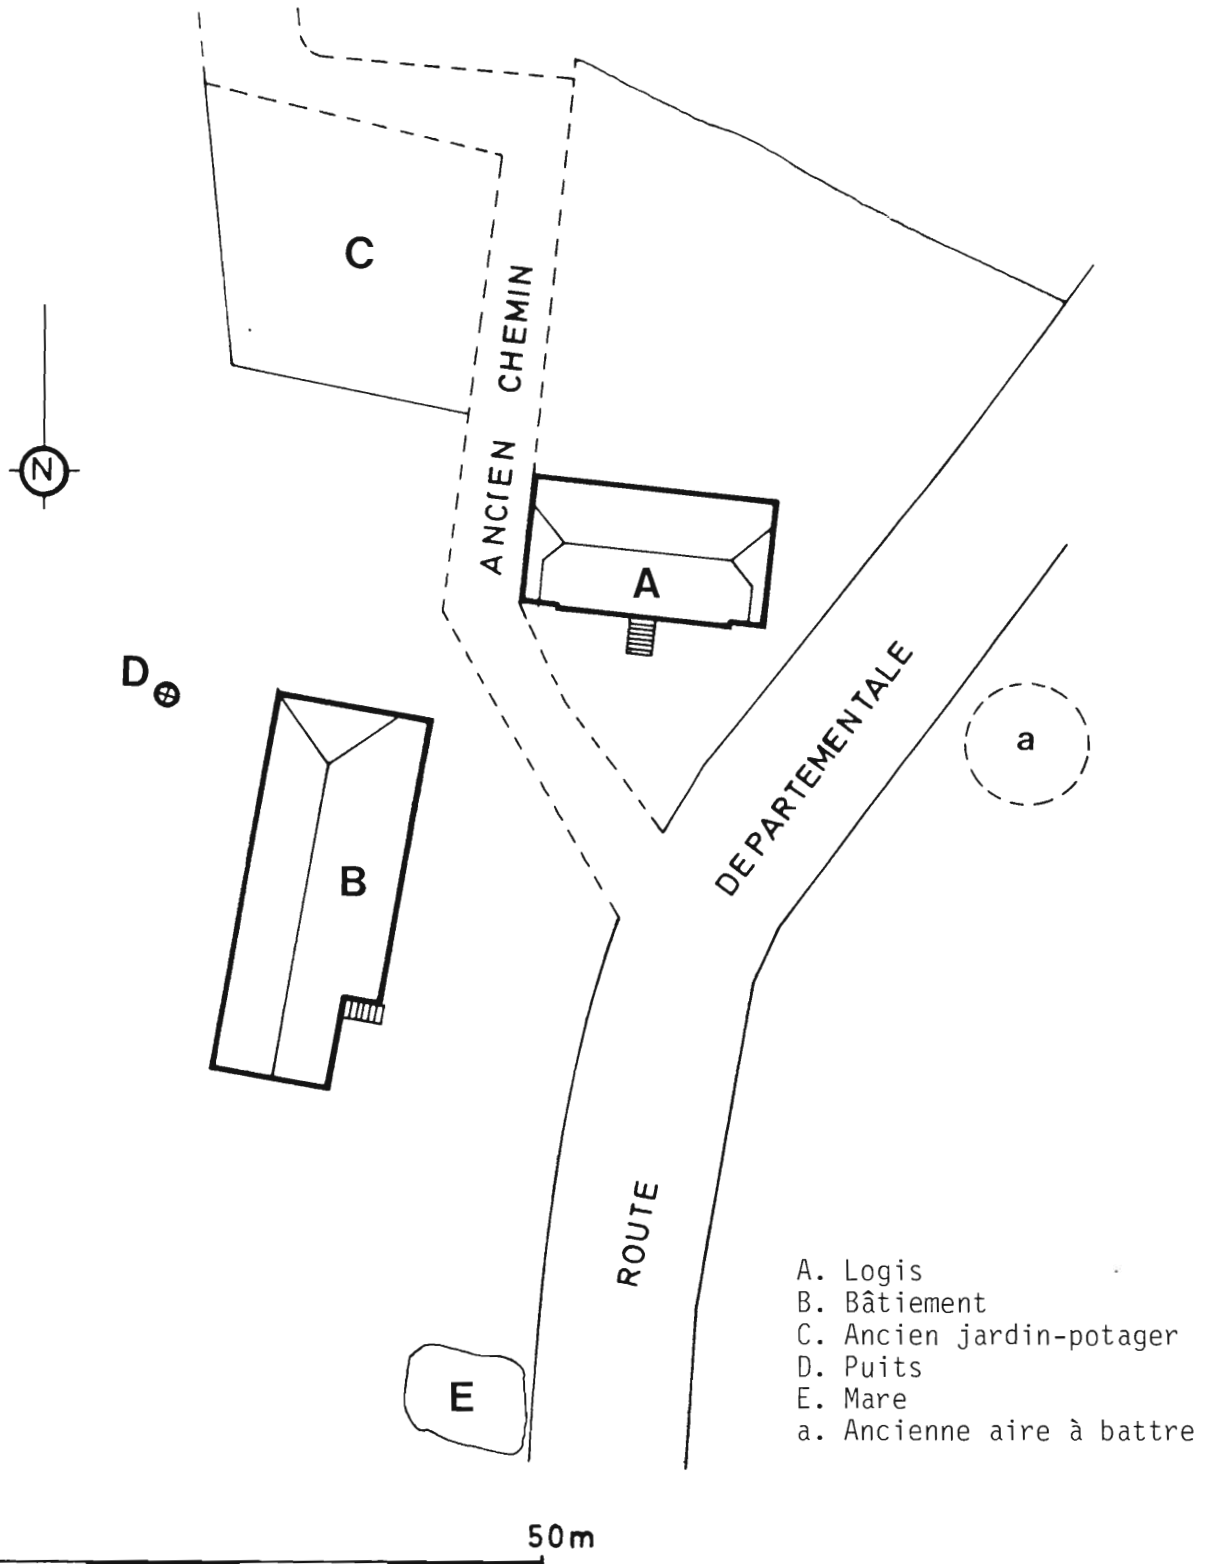 C
ANCIEN CHEMIN
N
A
D
a
DEPARTEMENTALE
B
ROUTE
E
A. Logis
B. Bâtiement
C. Ancien jardin-potager
D. Puits
E. Mare
a. Ancienne aire à battre
50m